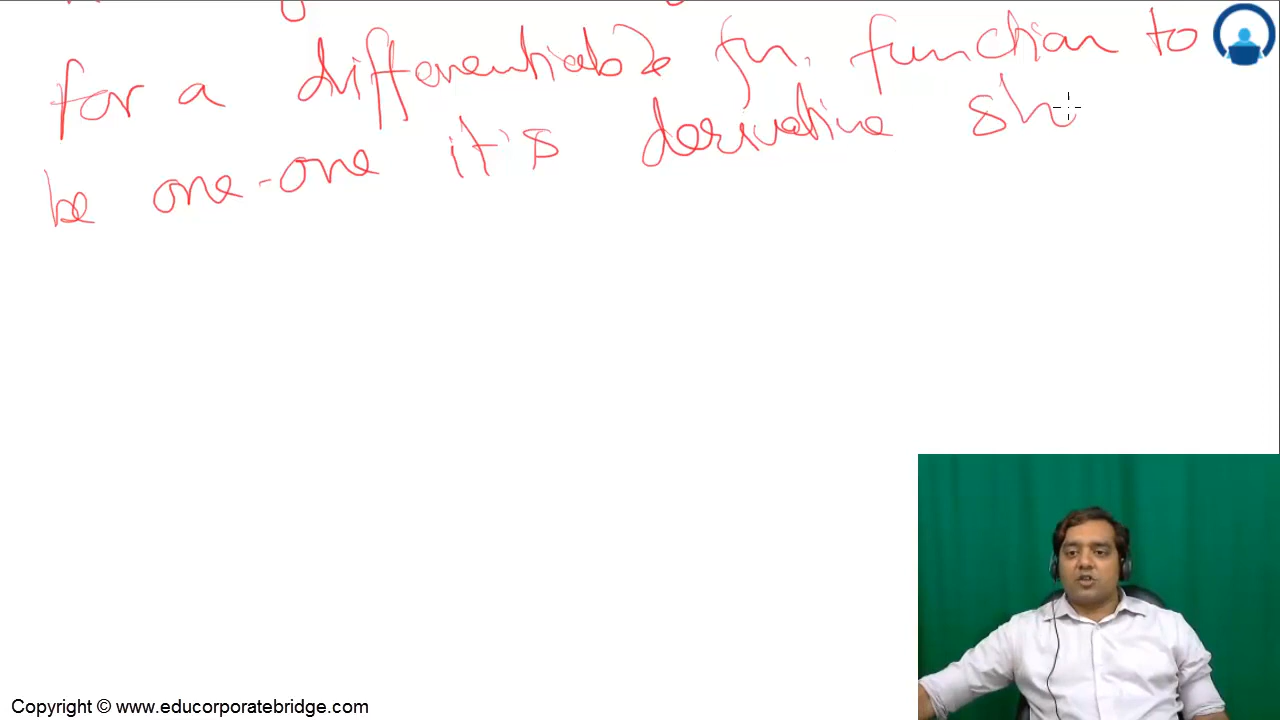 for a differentiable fn. function to
be one-one it's derivative sh
Copyright © www.educorporatebridge.com